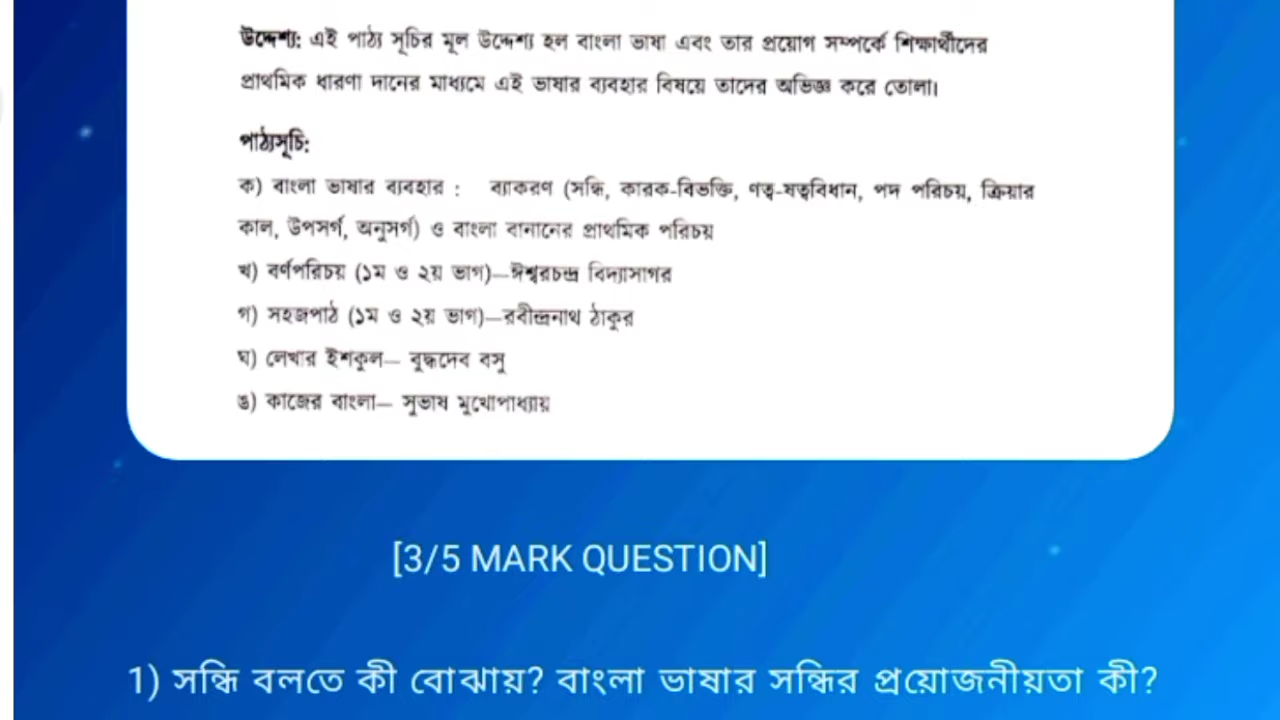 উদ্দেশ্য: এই পাঠ্য সূচির মূল উদ্দেশ্য হল বাংলা ভাষা এবং তার প্রয়োগ সম্পর্কে শিক্ষার্থীদের
প্রাথমিক ধারণা দানের মাধ্যমে এই ভাষার ব্যবহার বিষয়ে তাদের অভিজ্ঞ করে তোলা।
পাঠ্যসূচি:
ক) বাংলা ভাষার ব্যবহার : ব্যাকরণ (সন্ধি, কারক-বিভক্তি, ণত্ব-ষত্ববিধান, পদ পরিচয়, ক্রিয়ার
কাল, উপসর্গ, অনুসর্গ) ও বাংলা বানানের প্রাথমিক পরিচয়
খ) বর্ণপরিচয় (১ম ও ২য় ভাগ)—ঈশ্বরচন্দ্র বিদ্যাসাগর
গ) সহজপাঠ (১ম ও ২য় ভাগ)—রবীন্দ্রনাথ ঠাকুর
ঘ) লেখার ইশকুল— বুদ্ধদেব বসু
ঙ) কাজের বাংলা— সুভাষ মুখোপাধ্যায়
[3/5 MARK QUESTION]
1) সন্ধি বলতে কী বোঝায়? বাংলা ভাষার সন্ধির প্রয়োজনীয়তা কী?